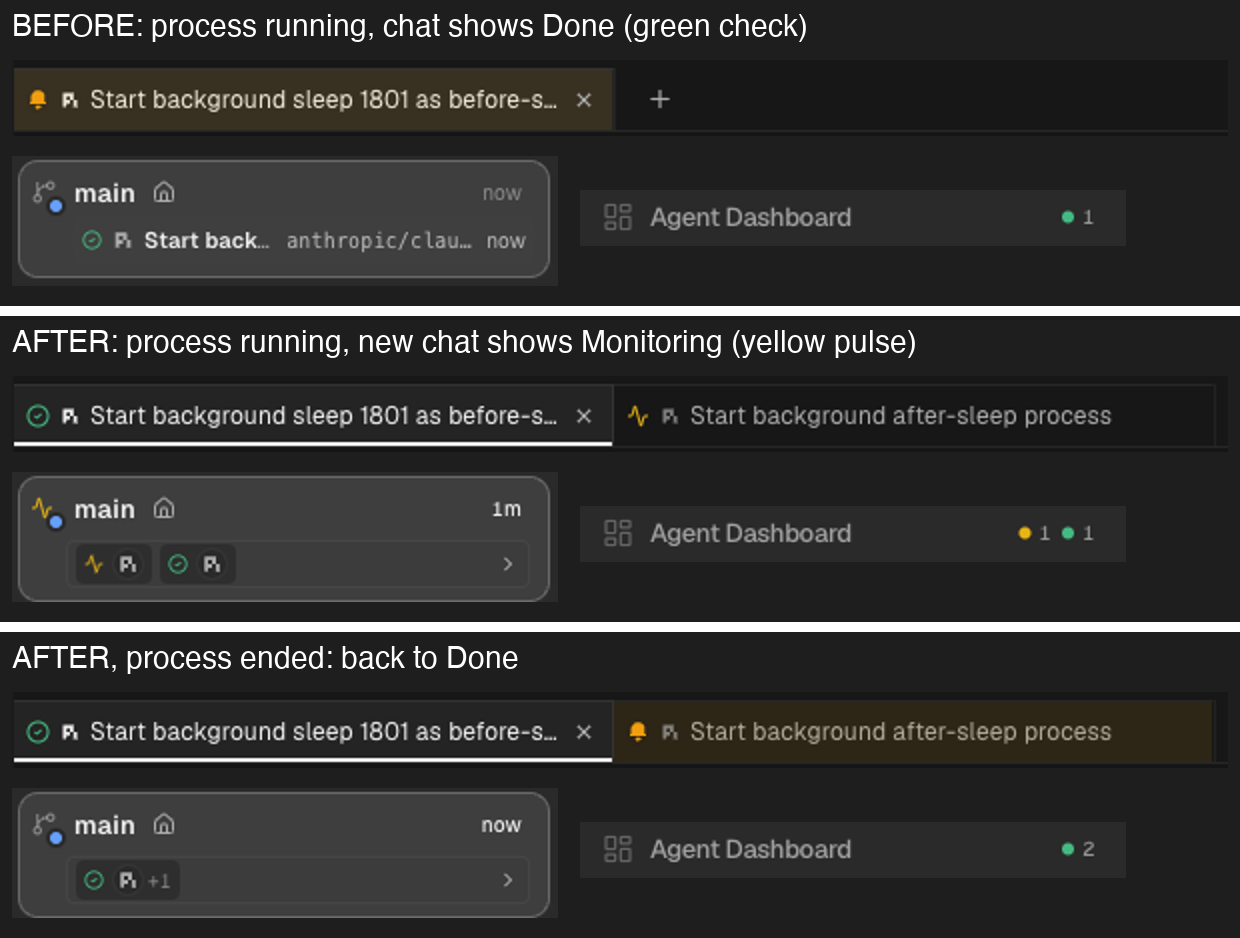 BEFORE: process running, chat shows Done (green check)
Start background sleep 1801 as before-s...
main now
Agent Dashboard 1
Start back... anthropic/clau... now
AFTER: process running, new chat shows Monitoring (yellow pulse)
Start background sleep 1801 as before-s... Start background after-sleep process
main 1m
Agent Dashboard 1 1
AFTER, process ended: back to Done
Start background sleep 1801 as before-s... Start background after-sleep process
main now
Agent Dashboard 2
+1